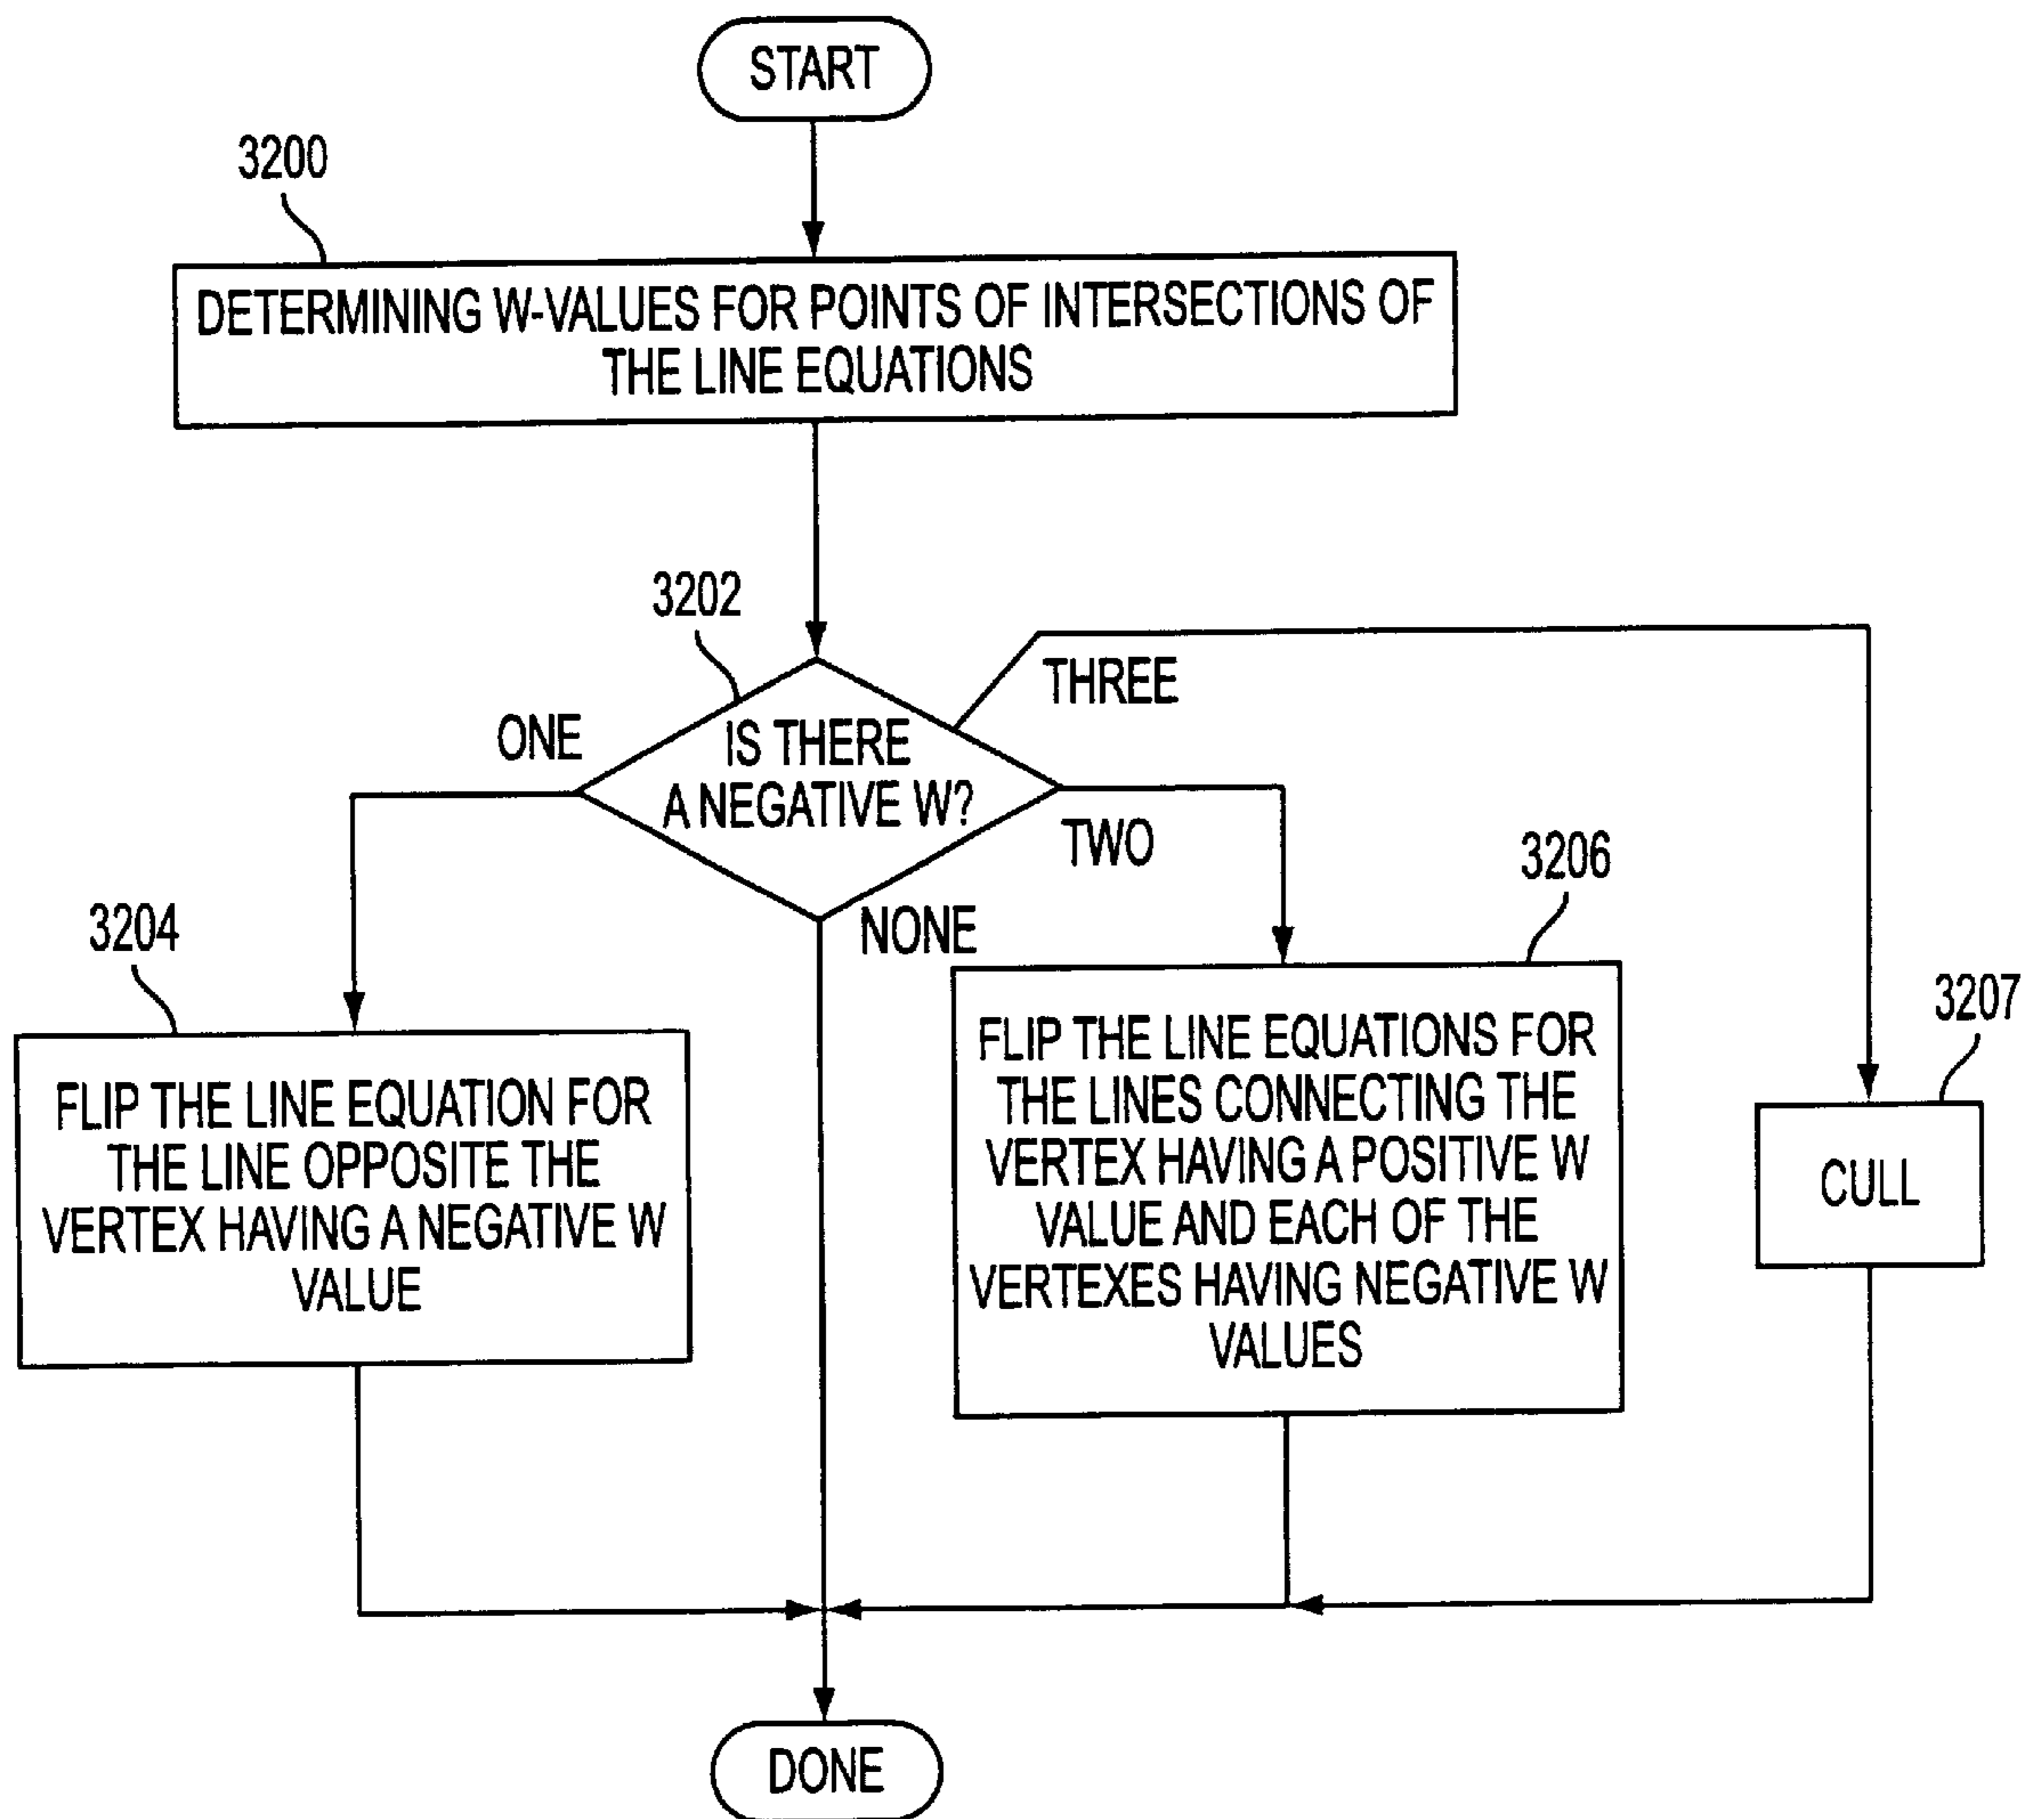 START
3200
DETERMINING W-VALUES FOR POINTS OF INTERSECTIONS OF
THE LINE EQUATIONS
3202
THREE
ONE
IS THERE
A NEGATIVE W?
TWO
NONE
3204
FLIP THE LINE EQUATION FOR
THE LINE OPPOSITE THE
VERTEX HAVING A NEGATIVE W
VALUE
3206
FLIP THE LINE EQUATIONS FOR
THE LINES CONNECTING THE
VERTEX HAVING A POSITIVE W
VALUE AND EACH OF THE
VERTEXES HAVING NEGATIVE W
VALUES
3207
CULL
DONE